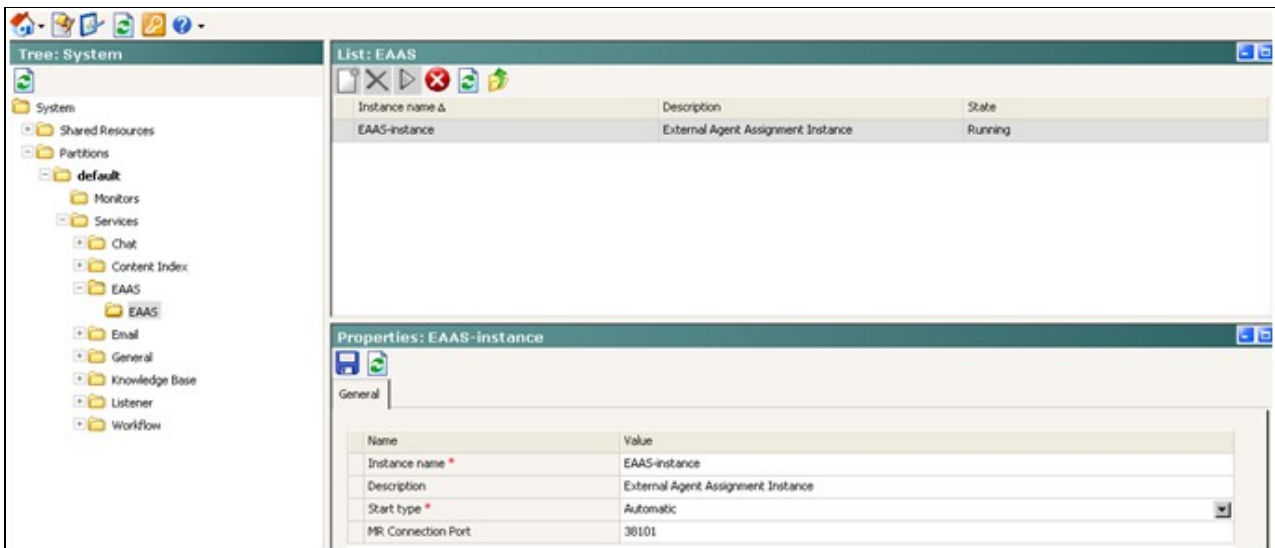 Tree: System
System
Shared Resources
Partitions
default
Monitors
Services
Chat
Content Index
EAAS
EAAS
Email
General
Knowledge Base
Listener
Workflow
List: EAAS
Instance name Description State
EAAS-instance External Agent Assignment Instance Running
Properties: EAAS-instance
General
Name Value
Instance name * EAAS-instance
Description External Agent Assignment Instance
Start type * Automatic
MR Connection Port 38101